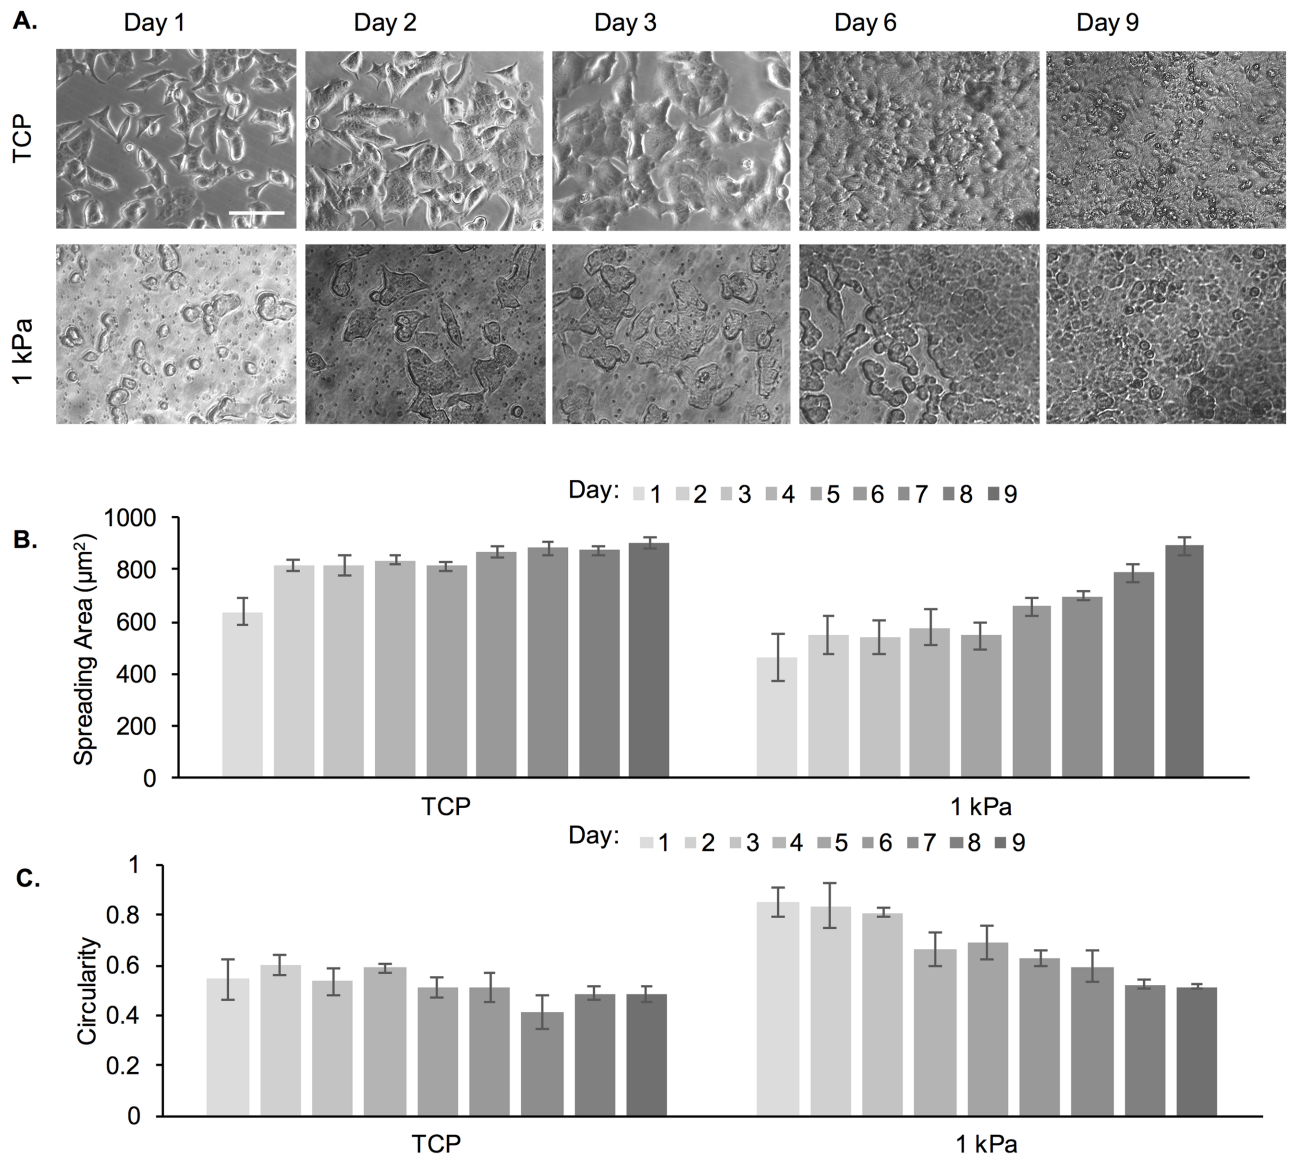 A. Day 1 Day 2 Day 3 Day 6 Day 9
TCP
1 kPa
Day: 1 2 3 4 5 6 7 8 9
B.
Spreading Area (µm²)
1000
800
600
400
200
0
TCP 1 kPa
Day: 1 2 3 4 5 6 7 8 9
C.
Circularity
1
0.8
0.6
0.4
0.2
0
TCP 1 kPa